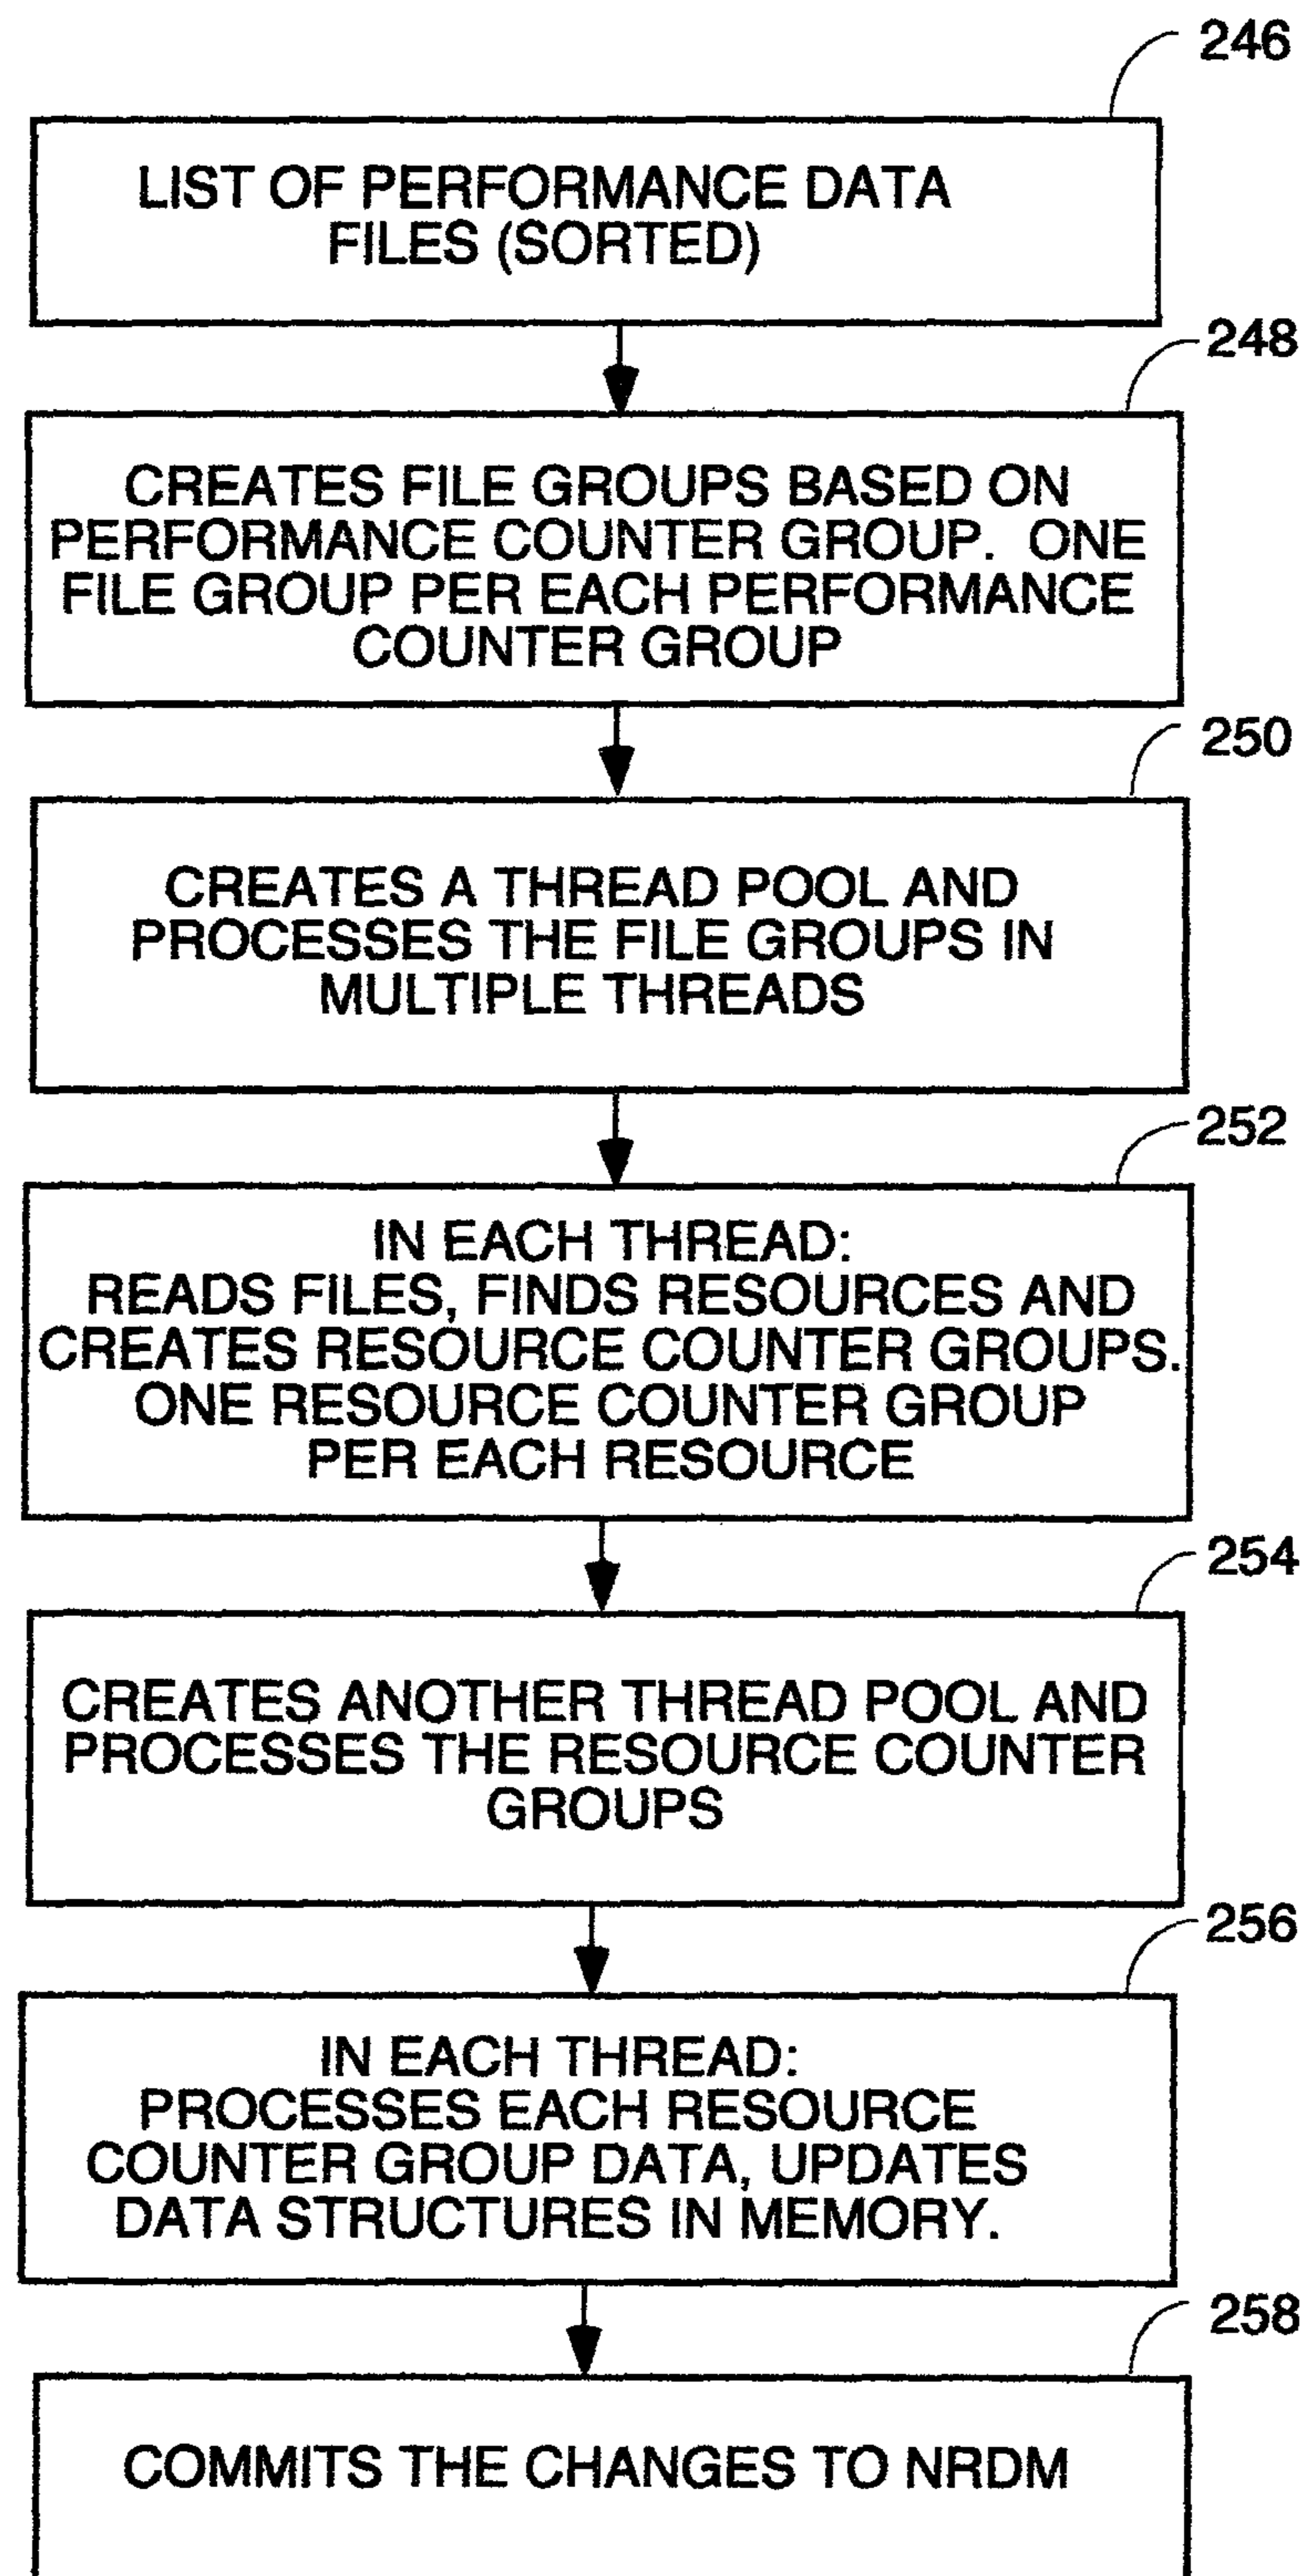 246
LIST OF PERFORMANCE DATA
FILES (SORTED)
248
CREATES FILE GROUPS BASED ON
PERFORMANCE COUNTER GROUP. ONE
FILE GROUP PER EACH PERFORMANCE
COUNTER GROUP
250
CREATES A THREAD POOL AND
PROCESSES THE FILE GROUPS IN
MULTIPLE THREADS
252
IN EACH THREAD:
READS FILES, FINDS RESOURCES AND
CREATES RESOURCE COUNTER GROUPS.
ONE RESOURCE COUNTER GROUP
PER EACH RESOURCE
254
CREATES ANOTHER THREAD POOL AND
PROCESSES THE RESOURCE COUNTER
GROUPS
256
IN EACH THREAD:
PROCESSES EACH RESOURCE
COUNTER GROUP DATA, UPDATES
DATA STRUCTURES IN MEMORY.
258
COMMITS THE CHANGES TO NRDM